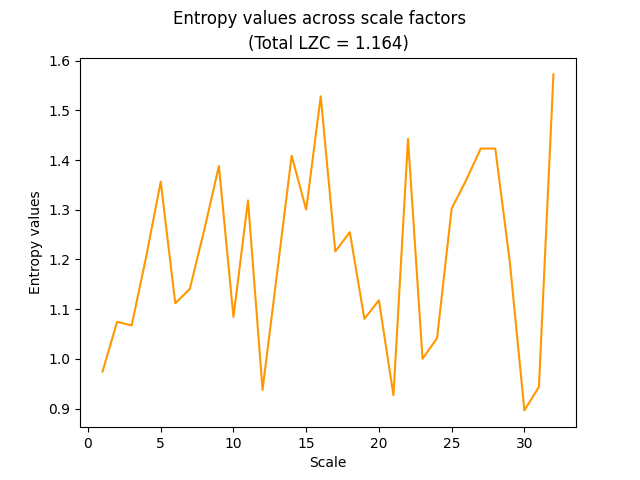 Entropy values across scale factors
(Total LZC = 1.164)
1.6
1.5
1.4
1.3
1.2
1.1
1.0
0.9
Entropy values
0 5 10 15 20 25 30
Scale